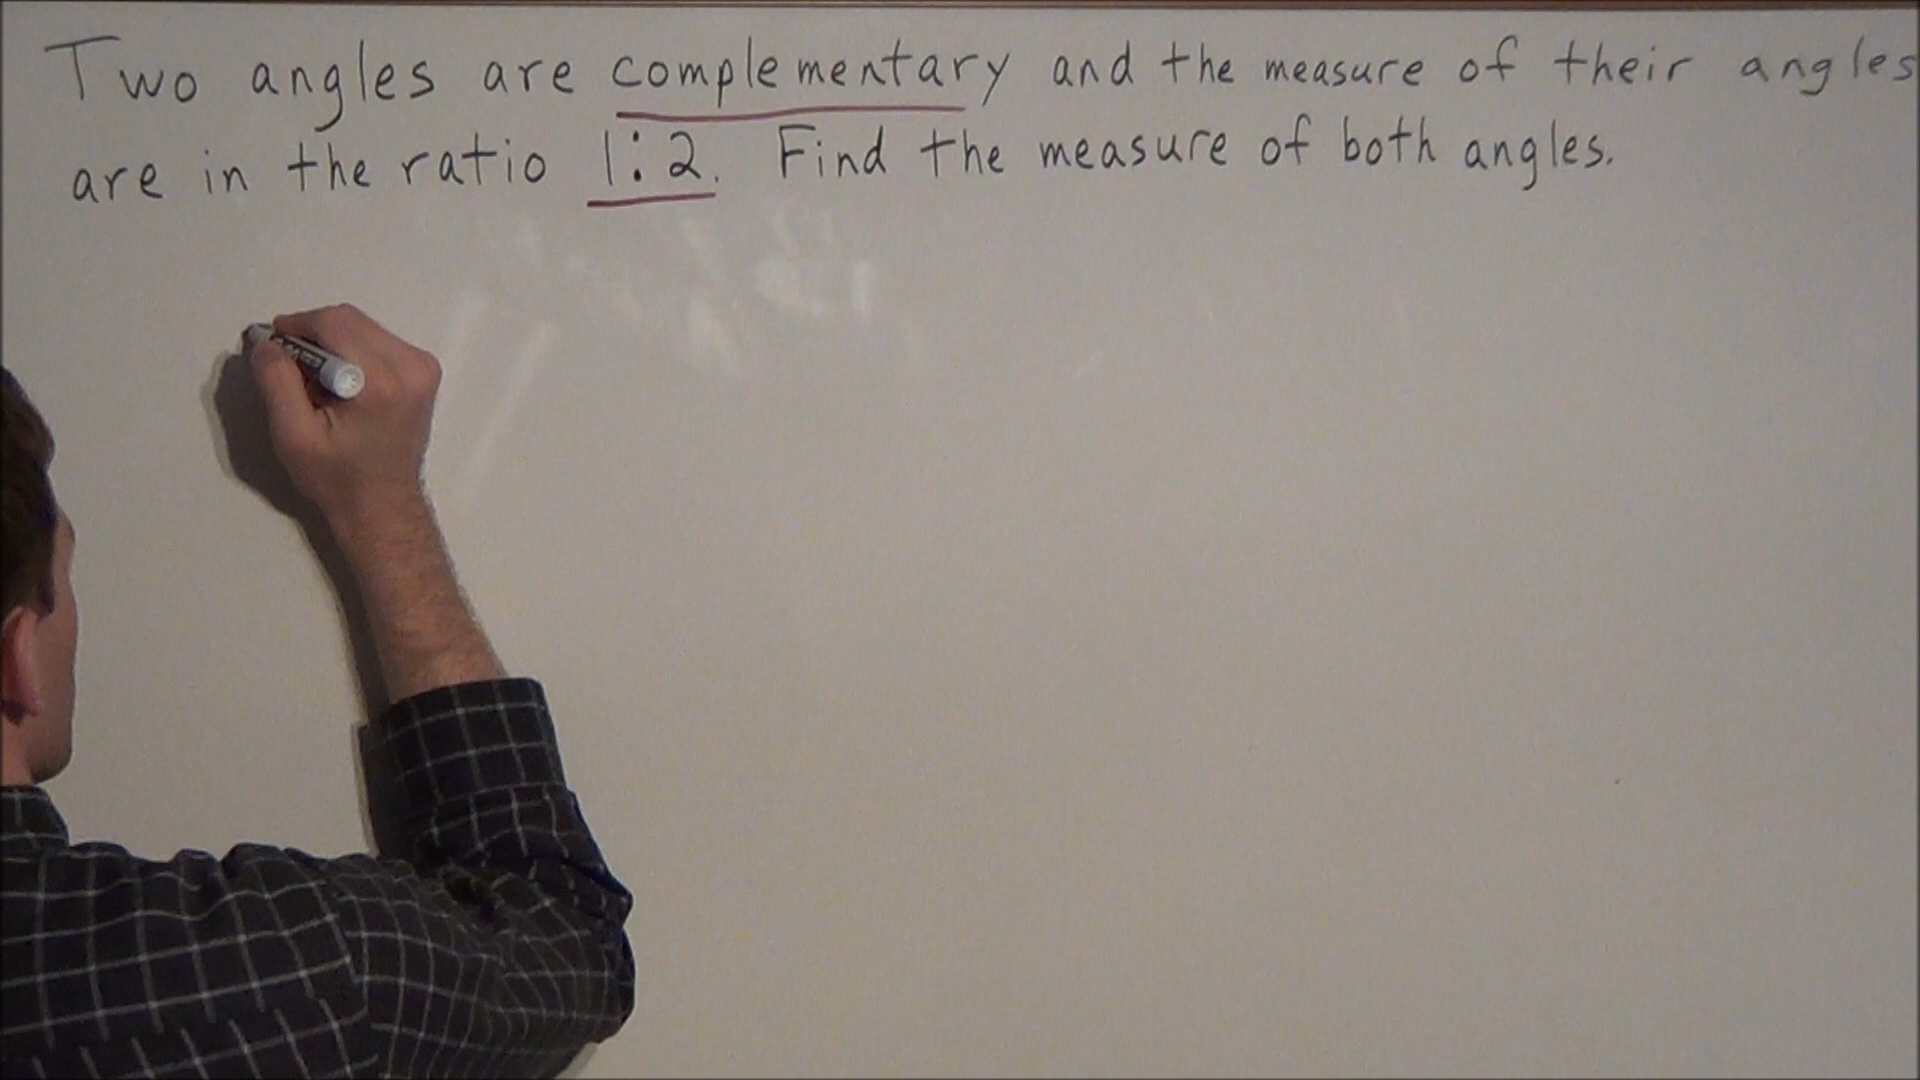 Two angles are complementary and the measure of their angles
are in the ratio 1:2. Find the measure of both angles.